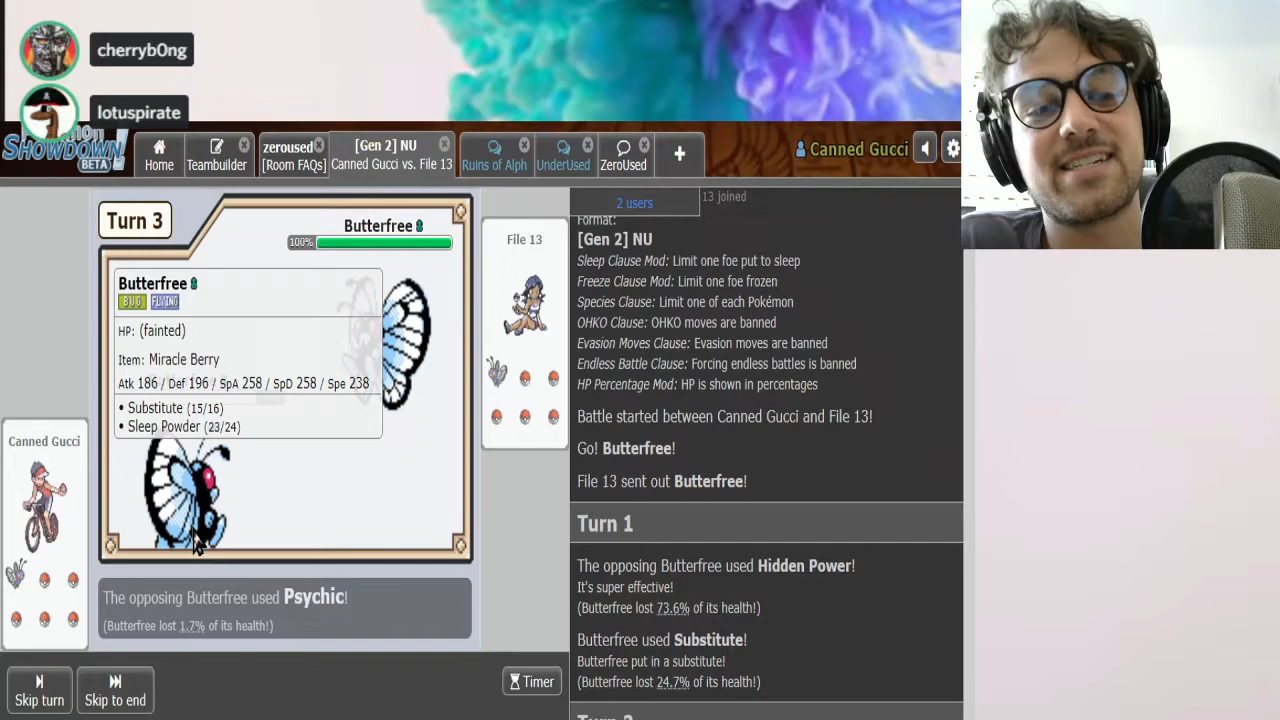 cherryb0ng
lotuspirate
SHOWDOWN!
BETA
Home
Teambuilder
zeroused
[Room FAQs]
[Gen 2] NU
Canned Gucci vs. File 13
Ruins of Alph
UnderUsed
ZeroUsed
+
Canned Gucci
Turn 3
Butterfree
100%
Butterfree
BUG FLYING
HP: (fainted)
Item: Miracle Berry
Atk 186 / Def 196 / SpA 258 / SpD 258 / Spe 238
• Substitute (15/16)
• Sleep Powder (23/24)
File 13
Canned Gucci
The opposing Butterfree used Psychic!
(Butterfree lost 1.7% of its health!)
Skip turn
Skip to end
Timer
2 users
13 joined
Format:
[Gen 2] NU
Sleep Clause Mod: Limit one foe put to sleep
Freeze Clause Mod: Limit one foe frozen
Species Clause: Limit one of each Pokémon
OHKO Clause: OHKO moves are banned
Evasion Moves Clause: Evasion moves are banned
Endless Battle Clause: Forcing endless battles is banned
HP Percentage Mod: HP is shown in percentages
Battle started between Canned Gucci and File 13!
Go! Butterfree!
File 13 sent out Butterfree!
Turn 1
The opposing Butterfree used Hidden Power!
It's super effective!
(Butterfree lost 73.6% of its health!)
Butterfree used Substitute!
Butterfree put in a substitute!
(Butterfree lost 24.7% of its health!)